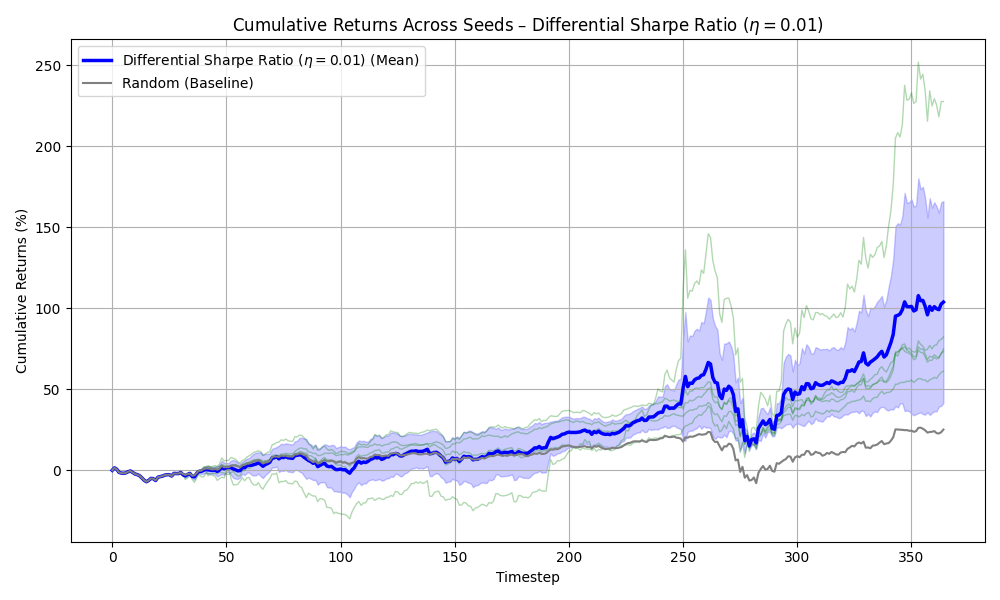 Cumulative Returns Across Seeds – Differential Sharpe Ratio (η = 0.01)
Differential Sharpe Ratio (η = 0.01) (Mean)
Random (Baseline)
Cumulative Returns (%)
250
200
150
100
50
0
0 50 100 150 200 250 300 350
Timestep